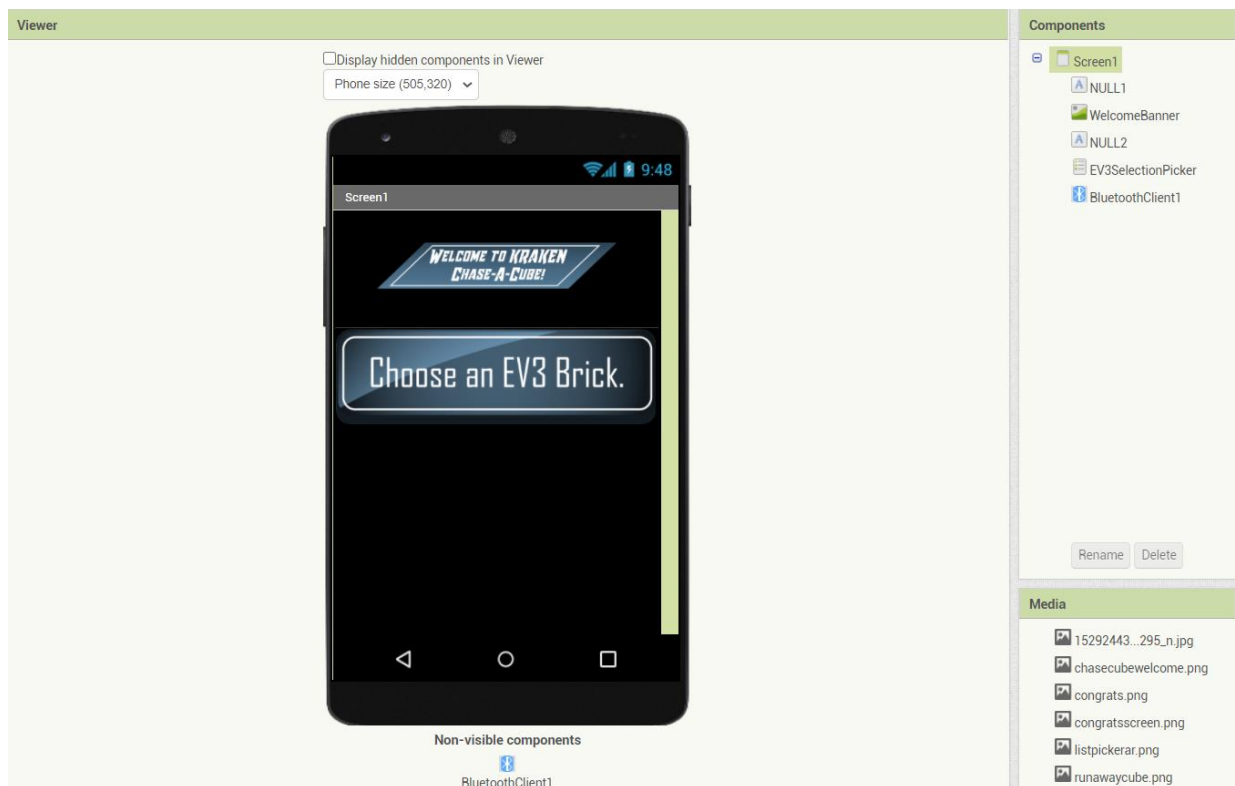 Viewer
Display hidden components in Viewer
Phone size (505,320)
9:48
Screen1
WELCOME TO KRAKEN
CHASE-A-CUBE!
Choose an EV3 Brick.
Non-visible components
BluetoothClient1
Components
Screen1
NULL1
WelcomeBanner
NULL2
EV3SelectionPicker
BluetoothClient1
Rename Delete
Media
15292443...295_n.jpg
chasecubewelcome.png
congrats.png
congratsscreen.png
listpickerar.png
runawaycube.png